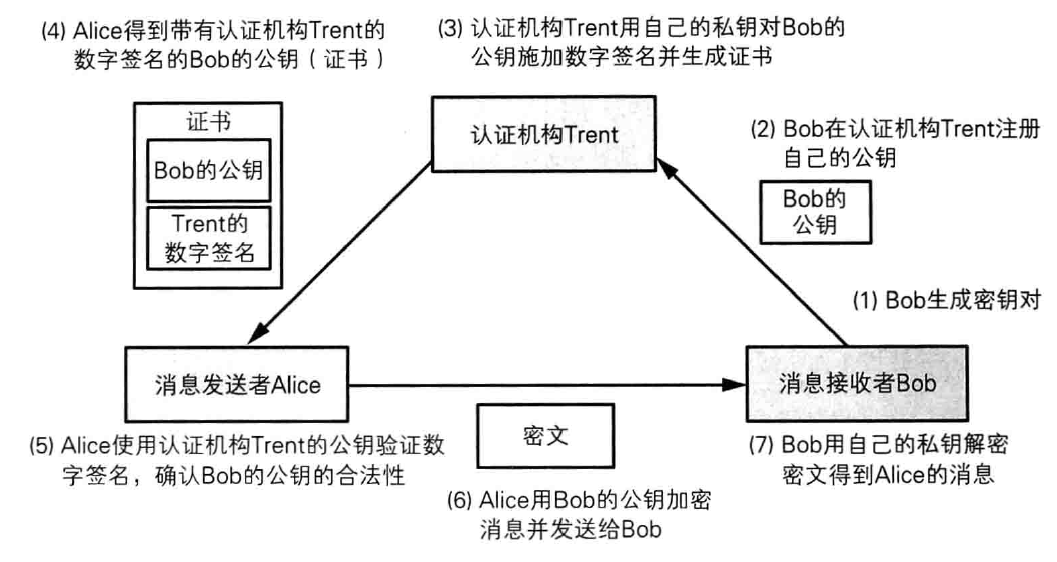 (4) Alice得到带有认证机构Trent的
数字签名的Bob的公钥（证书）
(3) 认证机构Trent用自己的私钥对Bob的
公钥施加数字签名并生成证书
证书
Bob的公钥
Trent的
数字签名
认证机构Trent
(2) Bob在认证机构Trent注册
自己的公钥
Bob的
公钥
(1) Bob生成密钥对
消息发送者Alice
消息接收者Bob
(5) Alice使用认证机构Trent的公钥验证数
字签名，确认Bob的公钥的合法性
密文
(6) Alice用Bob的公钥加密
消息并发送给Bob
(7) Bob用自己的私钥解密
密文得到Alice的消息